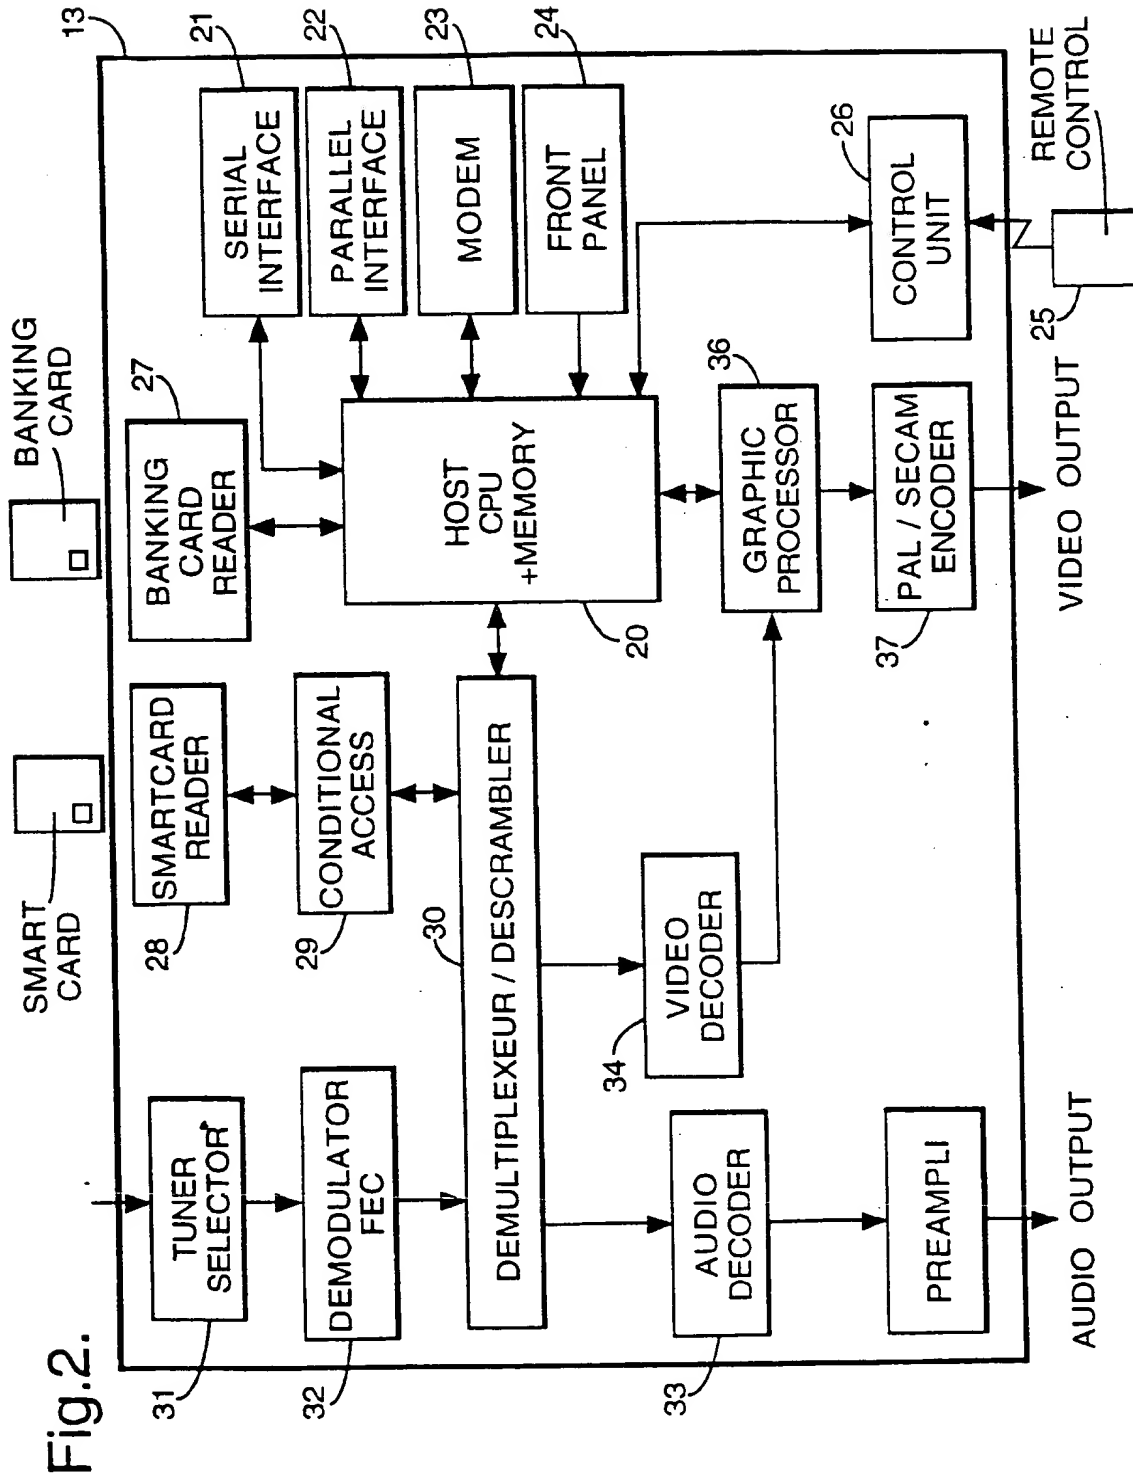 Fig.2.
SMART
CARD
BANKING
CARD
13
31
TUNER
SELECTOR
28
SMARTCARD
READER
27
BANKING
CARD
READER
21
SERIAL
INTERFACE
22
PARALLEL
INTERFACE
23
MODEM
24
FRONT
PANEL
32
DEMODULATOR
FEC
29
CONDITIONAL
ACCESS
30
DEMULTIPLEXEUR / DESCRAMBLER
HOST
CPU
+MEMORY
20
34
VIDEO
DECODER
33
AUDIO
DECODER
36
GRAPHIC
PROCESSOR
26
CONTROL
UNIT
PREAMPLI
37
PAL / SECAM
ENCODER
25
REMOTE
CONTROL
AUDIO OUTPUT
VIDEO OUTPUT